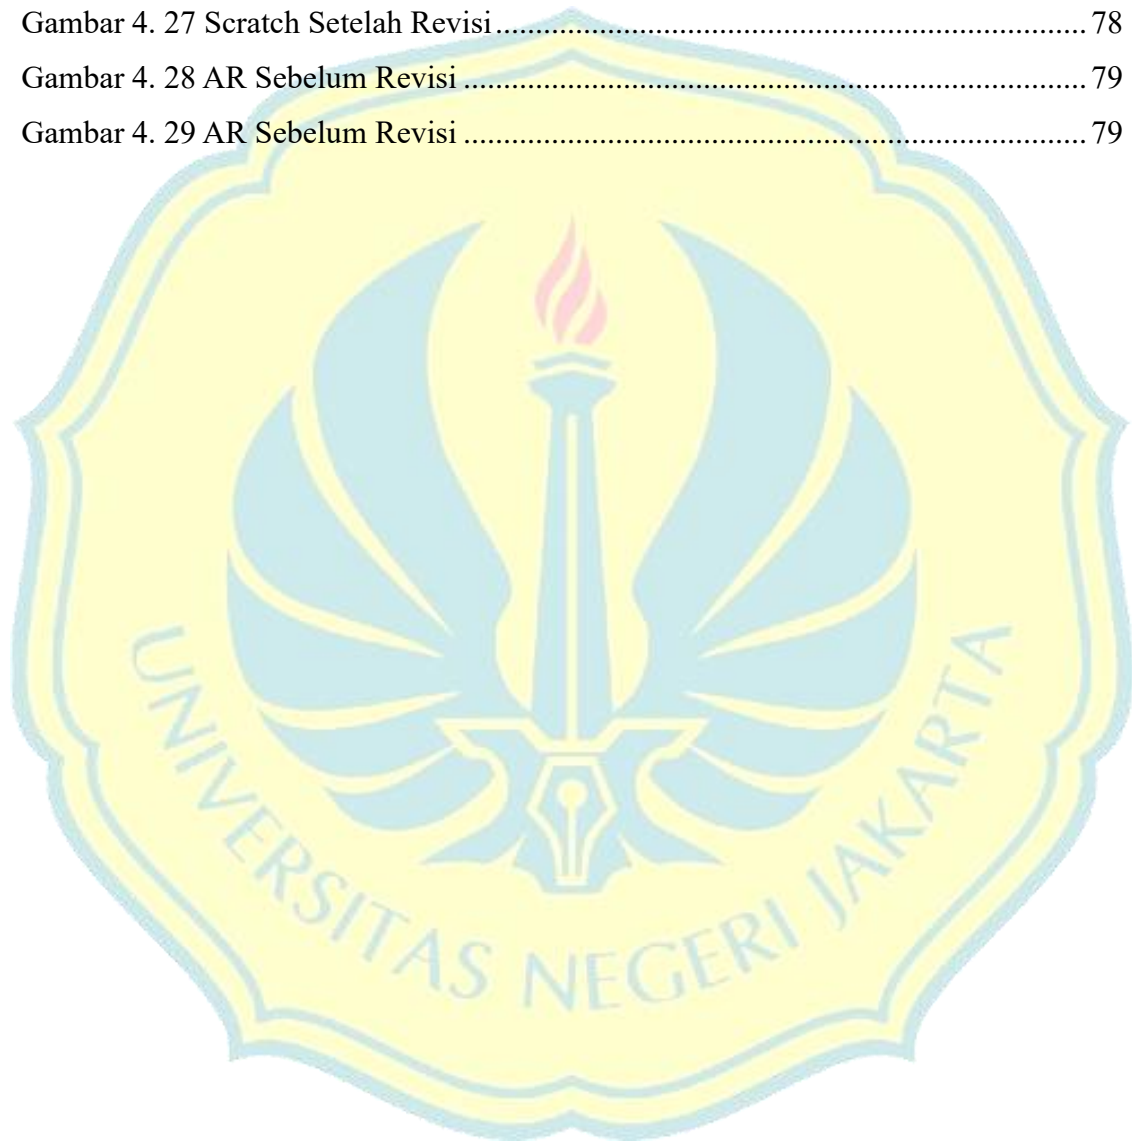 Gambar 4. 27 Scratch Setelah Revisi.......................................................................... 78
Gambar 4. 28 AR Sebelum Revisi .............................................................................. 79
Gambar 4. 29 AR Sebelum Revisi .............................................................................. 79
UNIVERSITAS NEGERI JAKARTA